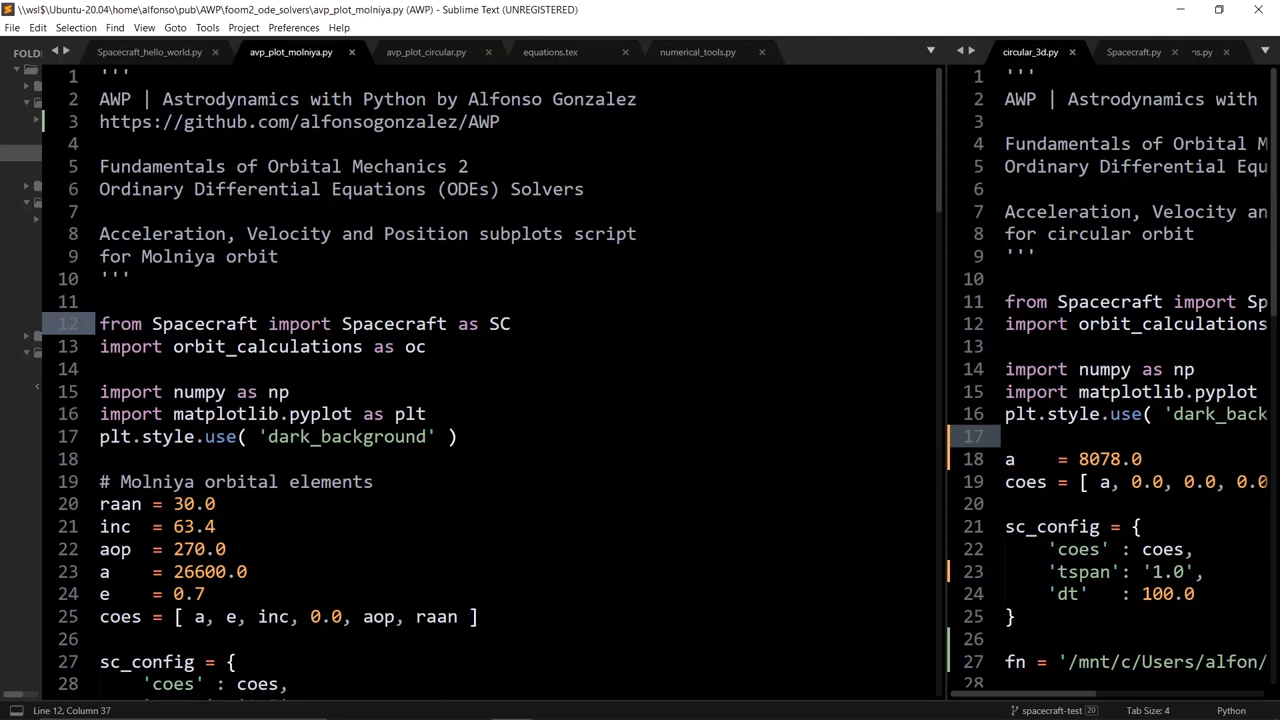 \\wsl$\Ubuntu-20.04\home\alfonso\pub\AWP\foom2_ode_solvers\avp_plot_molniya.py (AWP) - Sublime Text (UNREGISTERED)
File Edit Selection Find View Goto Tools Project Preferences Help
FOLD
Spacecraft_hello_world.py avp_plot_molniya.py avp_plot_circular.py equations.tex numerical_tools.py
1 '''
2 AWP | Astrodynamics with Python by Alfonso Gonzalez
3 https://github.com/alfonsogonzalez/AWP
4
5 Fundamentals of Orbital Mechanics 2
6 Ordinary Differential Equations (ODEs) Solvers
7
8 Acceleration, Velocity and Position subplots script
9 for Molniya orbit
10 '''
11
12 from Spacecraft import Spacecraft as SC
13 import orbit_calculations as oc
14
15 import numpy as np
16 import matplotlib.pyplot as plt
17 plt.style.use( 'dark_background' )
18
19 # Molniya orbital elements
20 raan = 30.0
21 inc  = 63.4
22 aop  = 270.0
23 a    = 26600.0
24 e    = 0.7
25 coes = [ a, e, inc, 0.0, aop, raan ]
26
27 sc_config = {
28     'coes' : coes,
circular_3d.py Spacecraft.py ns.py
1 '''
2 AWP | Astrodynamics with
3
4 Fundamentals of Orbital M
5 Ordinary Differential Equ
6
7 Acceleration, Velocity an
8 for circular orbit
9 '''
10
11 from Spacecraft import Sp
12 import orbit_calculations
13
14 import numpy as np
15 import matplotlib.pyplot
16 plt.style.use( 'dark_back
17
18 a    = 8078.0
19 coes = [ a, 0.0, 0.0, 0.0
20
21 sc_config = {
22     'coes' : coes,
23     'tspan': '1.0',
24     'dt'   : 100.0
25 }
26
27 fn = '/mnt/c/Users/alfon/
28
Line 12, Column 37
spacecraft-test 20 Tab Size: 4 Python